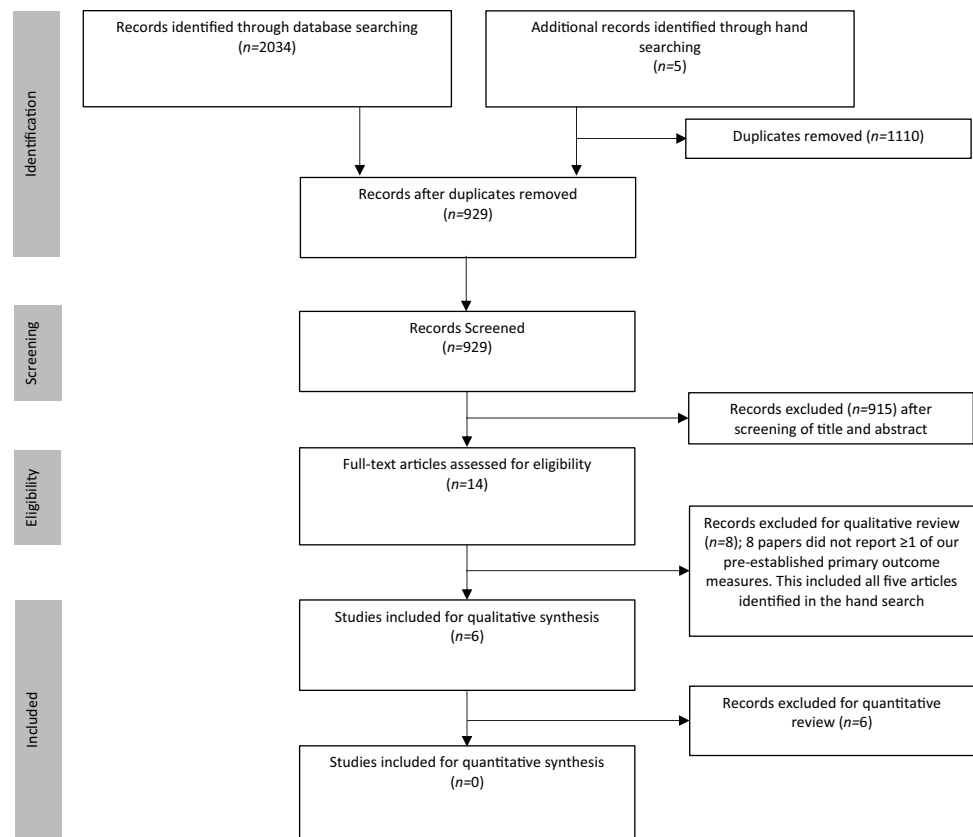 Identification
Records identified through database searching
(n=2034)
Additional records identified through hand
searching
(n=5)
Duplicates removed (n=1110)
Records after duplicates removed
(n=929)
Screening
Records Screened
(n=929)
Records excluded (n=915) after
screening of title and abstract
Eligibility
Full-text articles assessed for eligibility
(n=14)
Records excluded for qualitative review
(n=8); 8 papers did not report ≥1 of our
pre-established primary outcome
measures. This included all five articles
identified in the hand search
Included
Studies included for qualitative synthesis
(n=6)
Records excluded for quantitative
review (n=6)
Studies included for quantitative synthesis
(n=0)